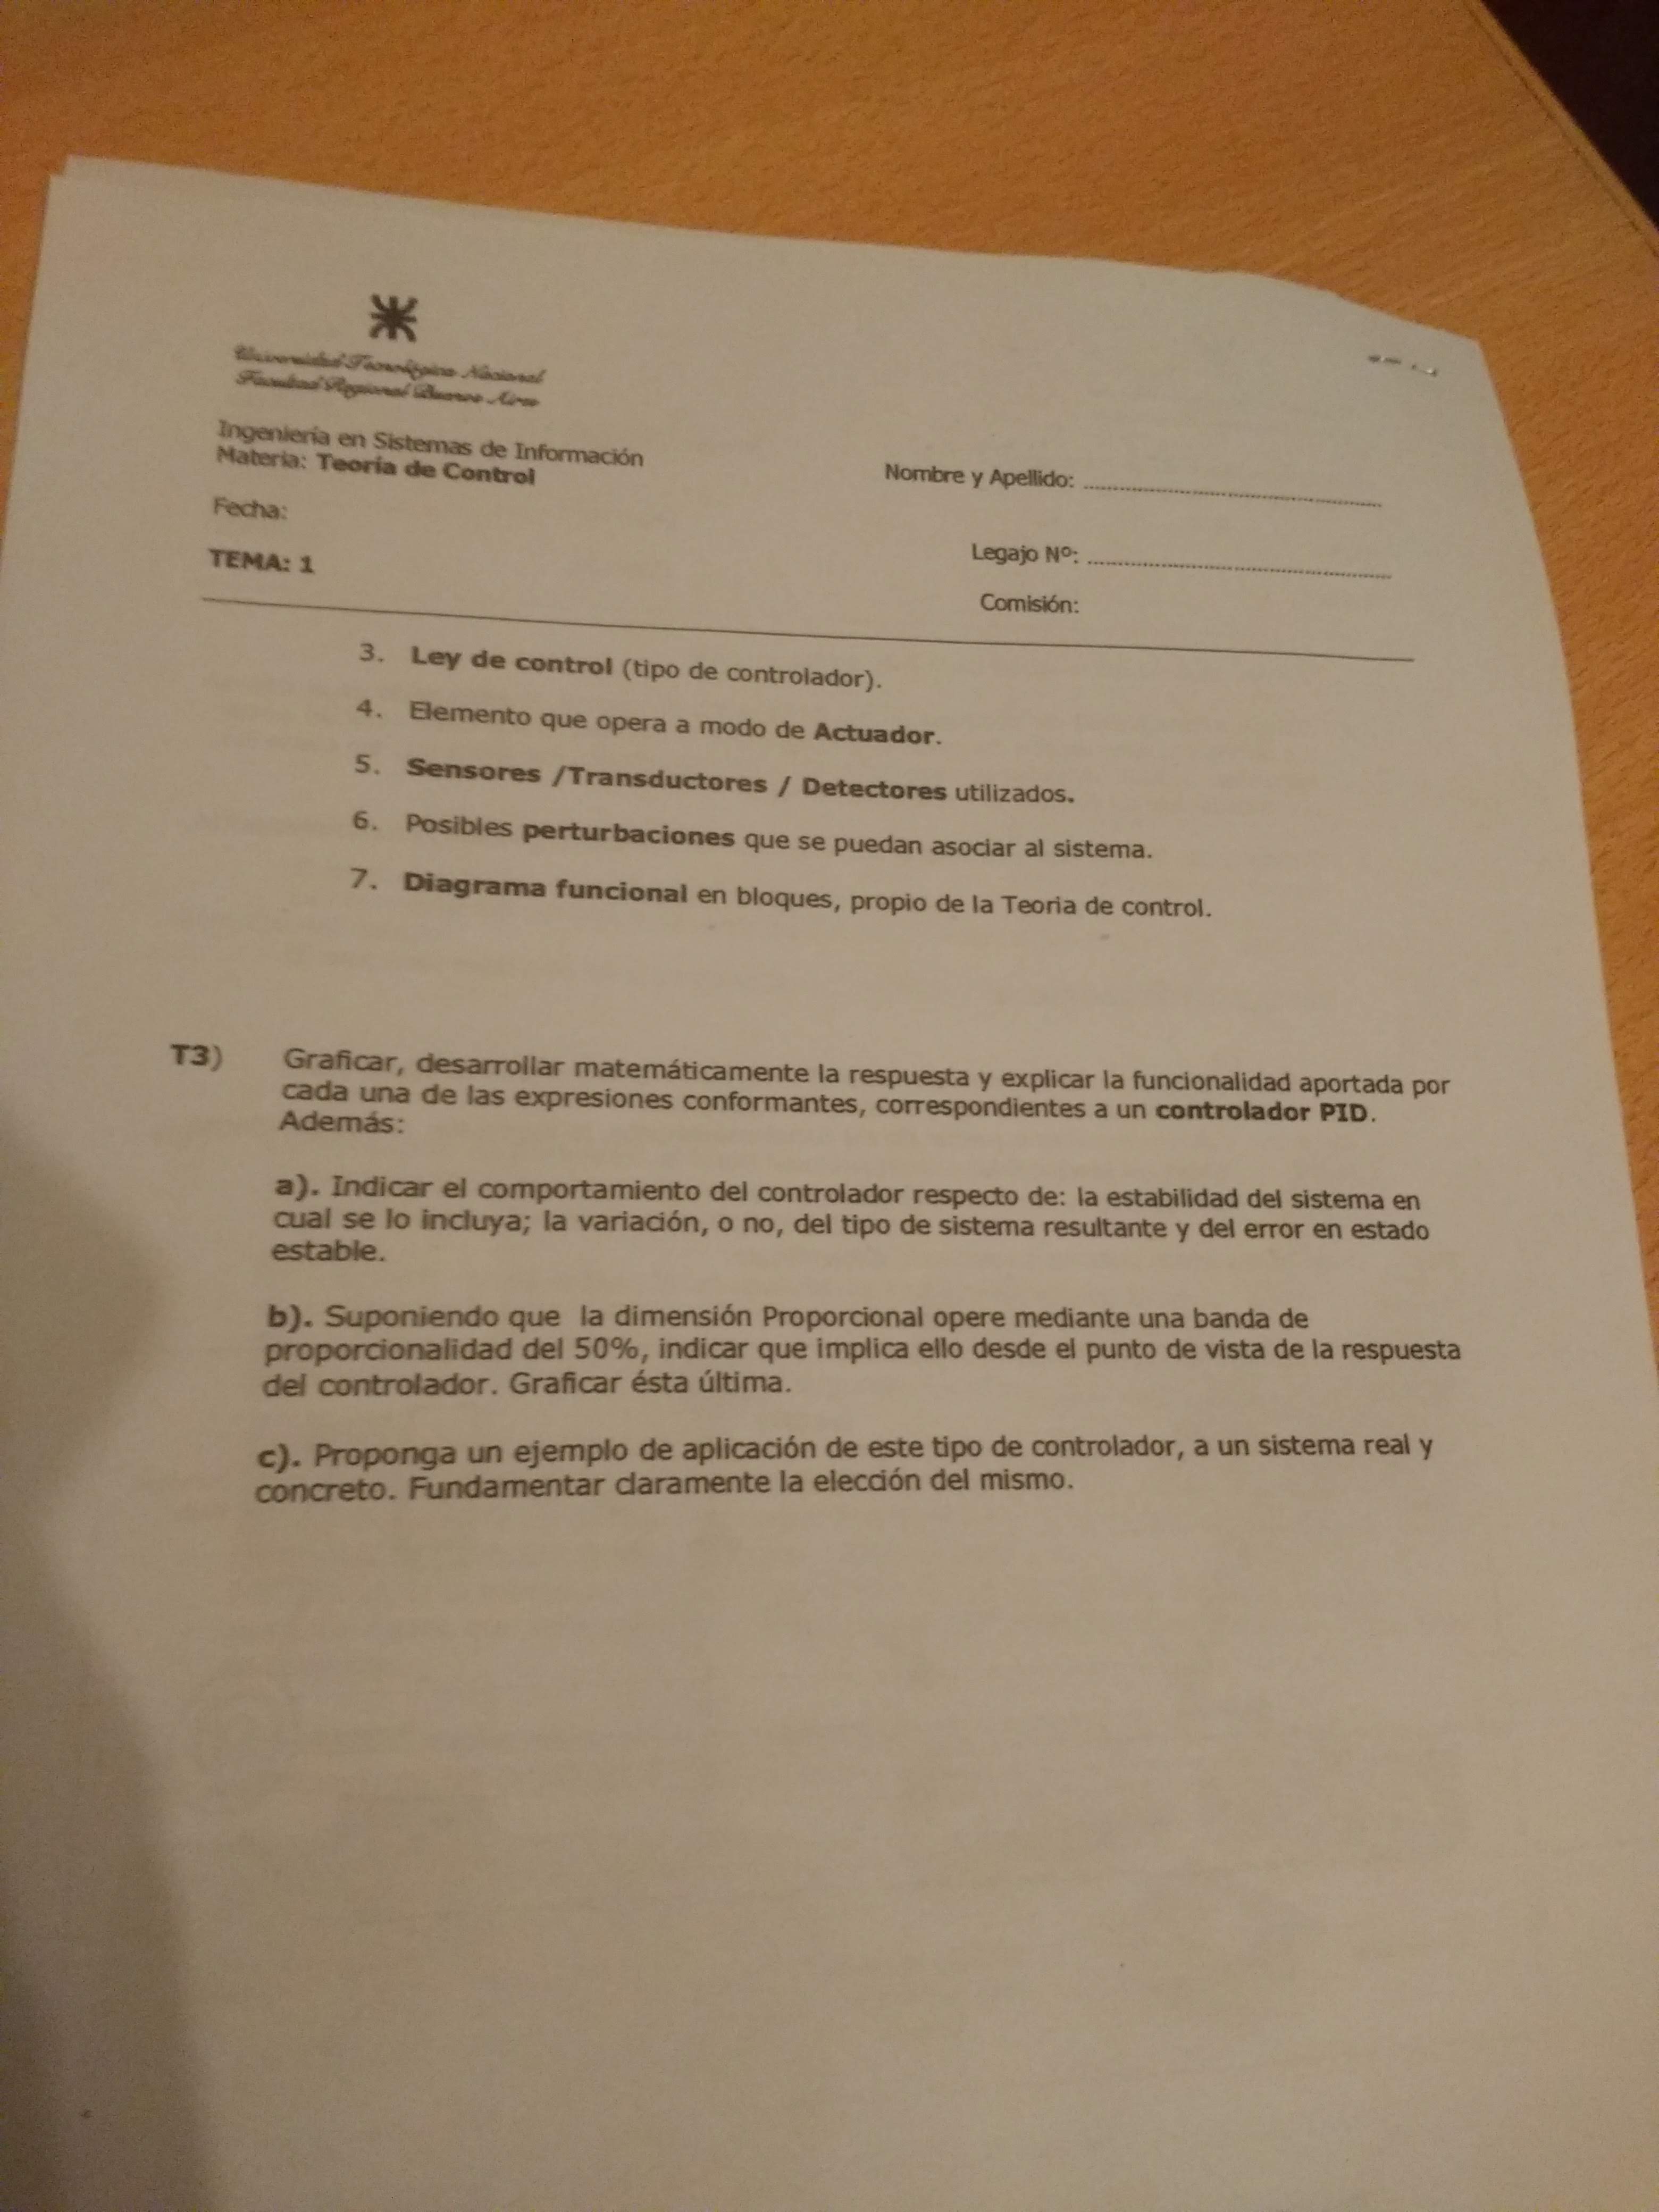 Universidad Tecnológica Nacional
Facultad Regional Buenos Aires
Ingeniería en Sistemas de Información
Materia: Teoría de Control
Nombre y Apellido: ........................................
Fecha:
Legajo Nº: ........................................
TEMA: 1
Comisión:
3. Ley de control (tipo de controlador).
4. Elemento que opera a modo de Actuador.
5. Sensores /Transductores / Detectores utilizados.
6. Posibles perturbaciones que se puedan asociar al sistema.
7. Diagrama funcional en bloques, propio de la Teoria de control.
T3) Graficar, desarrollar matemáticamente la respuesta y explicar la funcionalidad aportada por
cada una de las expresiones conformantes, correspondientes a un controlador PID.
Además:
a). Indicar el comportamiento del controlador respecto de: la estabilidad del sistema en
cual se lo incluya; la variación, o no, del tipo de sistema resultante y del error en estado
estable.
b). Suponiendo que la dimensión Proporcional opere mediante una banda de
proporcionalidad del 50%, indicar que implica ello desde el punto de vista de la respuesta
del controlador. Graficar ésta última.
c). Proponga un ejemplo de aplicación de este tipo de controlador, a un sistema real y
concreto. Fundamentar claramente la elección del mismo.